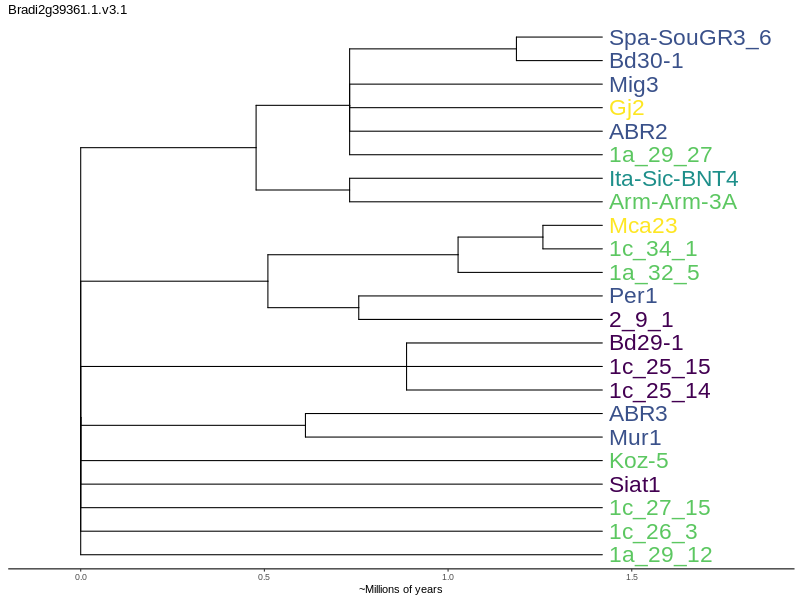 Bradi2g39361.1.v3.1
Spa-SouGR3_6
Bd30-1
Mig3
Gj2
ABR2
1a_29_27
Ita-Sic-BNT4
Arm-Arm-3A
Mca23
1c_34_1
1a_32_5
Per1
2_9_1
Bd29-1
1c_25_15
1c_25_14
ABR3
Mur1
Koz-5
Siat1
1c_27_15
1c_26_3
1a_29_12
0.0 0.5 1.0 1.5
~Millions of years